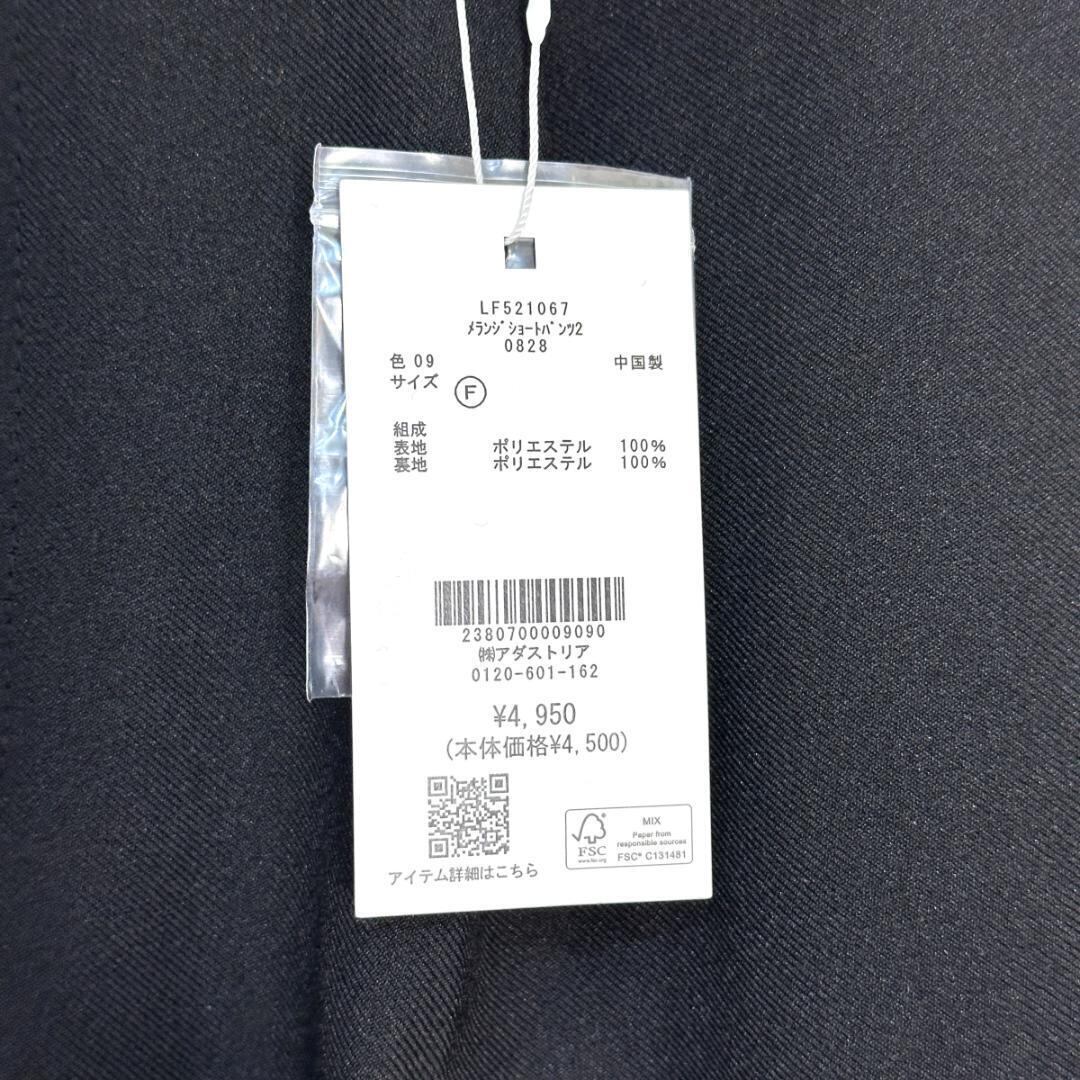 LF521067
ﾒﾗﾝｼﾞｼｮｰﾄﾊﾟﾝﾂ2
0828
色 09 中国製
サイズ Ⓕ
組成
表地 ポリエステル 100%
裏地 ポリエステル 100%
2380700009090
㈱アダストリア
0120-601-162
¥4,950
(本体価格¥4,500)
アイテム詳細はこちら
FSC
www.fsc.org
MIX
Paper from
responsible sources
FSC® C131481